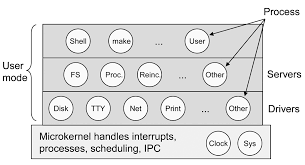 Process
Shell make ... User
User
mode
FS Proc. Reinc. ... Other
Servers
Disk TTY Net Print ... Other
Drivers
Microkernel handles interrupts,
processes, scheduling, IPC
Clock Sys